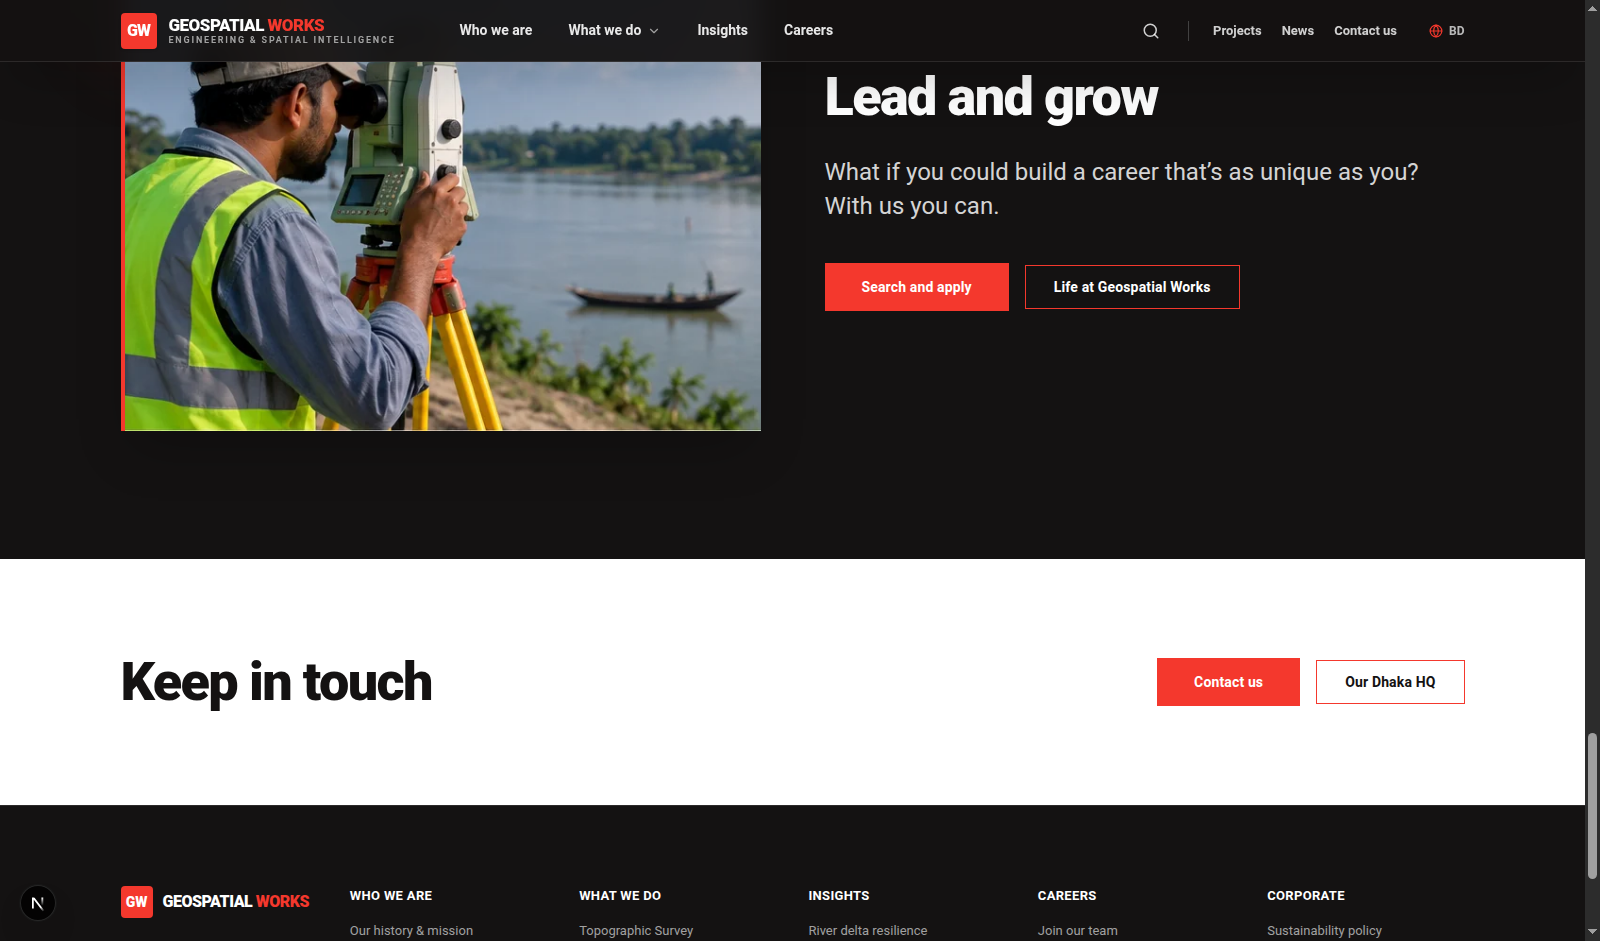 GW GEOSPATIAL WORKS
ENGINEERING & SPATIAL INTELLIGENCE
Who we are
What we do
Insights
Careers
Projects
News
Contact us
BD
Lead and grow
What if you could build a career that’s as unique as you?
With us you can.
Search and apply
Life at Geospatial Works
Keep in touch
Contact us
Our Dhaka HQ
GW GEOSPATIAL WORKS
WHO WE ARE
Our history & mission
WHAT WE DO
Topographic Survey
INSIGHTS
River delta resilience
CAREERS
Join our team
CORPORATE
Sustainability policy
N